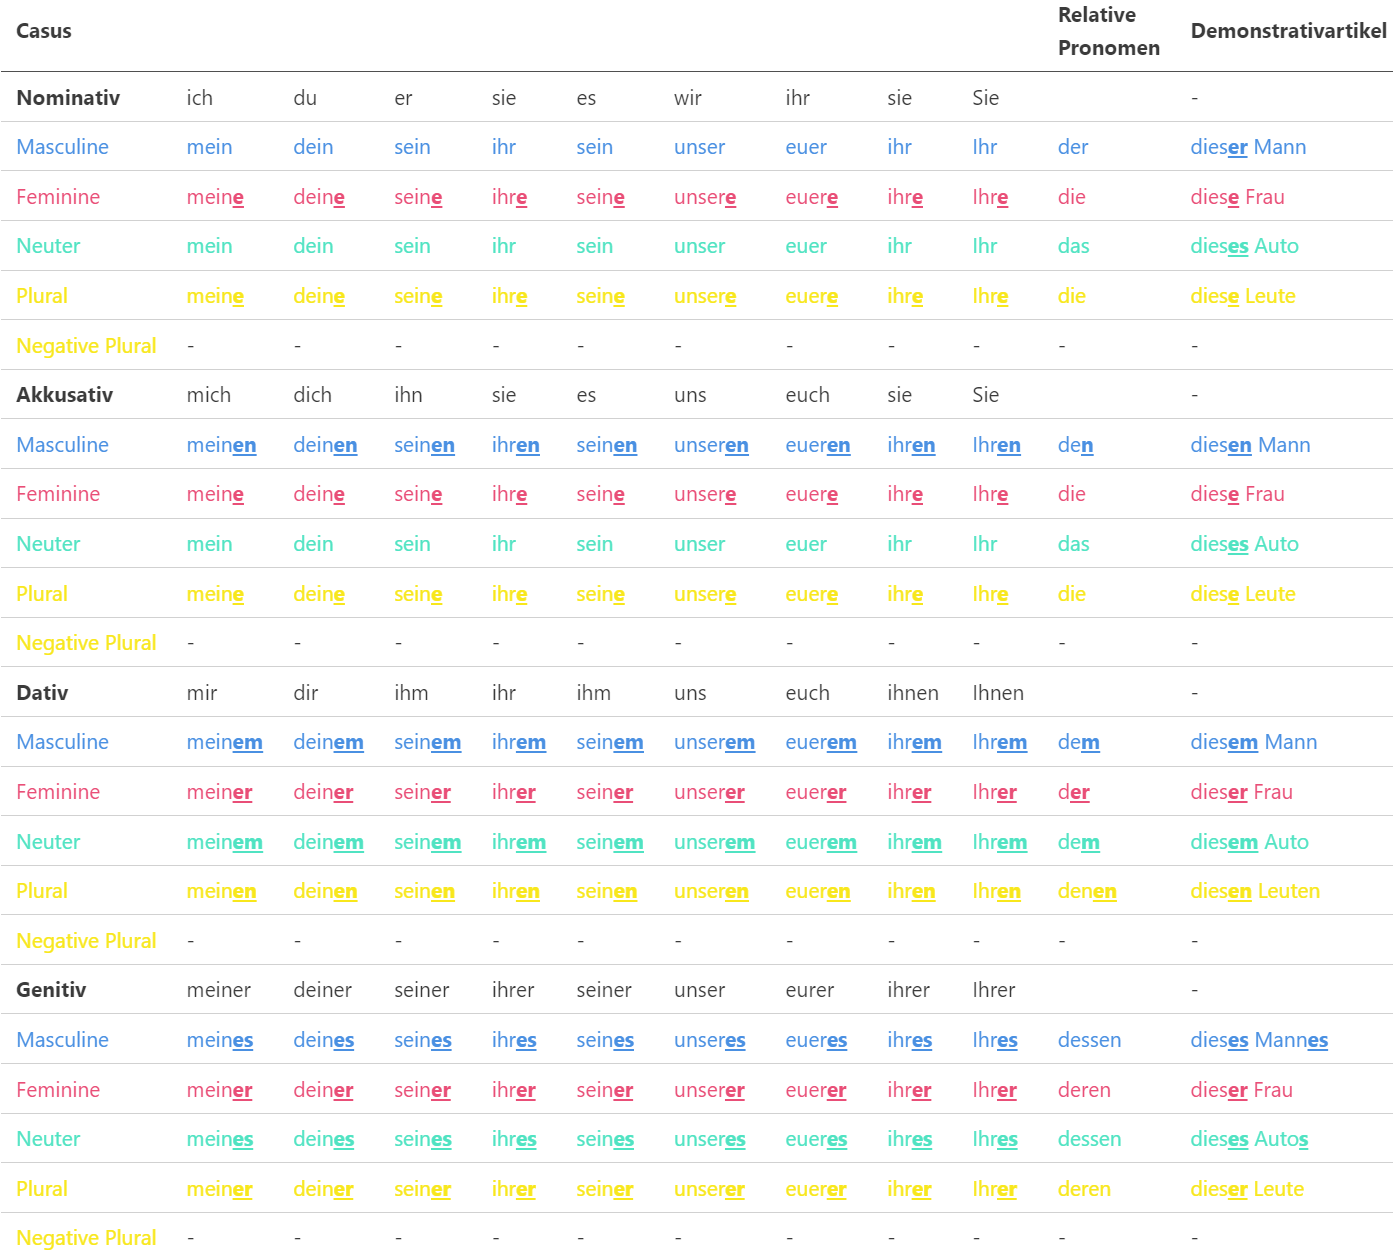 Casus Relative Pronomen Demonstrativartikel
Nominativ ich du er sie es wir ihr sie Sie -
Masculine mein dein sein ihr sein unser euer ihr Ihr der dieser Mann
Feminine meine deine seine ihre seine unsere euere ihre Ihre die diese Frau
Neuter mein dein sein ihr sein unser euer ihr Ihr das dieses Auto
Plural meine deine seine ihre seine unsere euere ihre Ihre die diese Leute
Negative Plural - - - - - - - - - - -
Akkusativ mich dich ihn sie es uns euch sie Sie -
Masculine meinen deinen seinen ihren seinen unseren eueren ihren Ihren den diesen Mann
Feminine meine deine seine ihre seine unsere euere ihre Ihre die diese Frau
Neuter mein dein sein ihr sein unser euer ihr Ihr das dieses Auto
Plural meine deine seine ihre seine unsere euere ihre Ihre die diese Leute
Negative Plural - - - - - - - - - - -
Dativ mir dir ihm ihr ihm uns euch ihnen Ihnen -
Masculine meinem deinem seinem ihrem seinem unserem euerem ihrem Ihrem dem diesem Mann
Feminine meiner deiner seiner ihrer seiner unserer euerer ihrer Ihrer der dieser Frau
Neuter meinem deinem seinem ihrem seinem unserem euerem ihrem Ihrem dem diesem Auto
Plural meinen deinen seinen ihren seinen unseren eueren ihren Ihren denen diesen Leuten
Negative Plural - - - - - - - - - - -
Genitiv meiner deiner seiner ihrer seiner unser eurer ihrer Ihrer -
Masculine meines deines seines ihres seines unseres eueres ihres Ihres dessen dieses Mannes
Feminine meiner deiner seiner ihrer seiner unserer euerer ihrer Ihrer deren dieser Frau
Neuter meines deines seines ihres seines unseres eueres ihres Ihres dessen dieses Autos
Plural meiner deiner seiner ihrer seiner unserer euerer ihrer Ihrer deren dieser Leute
Negative Plural - - - - - - - - - - -